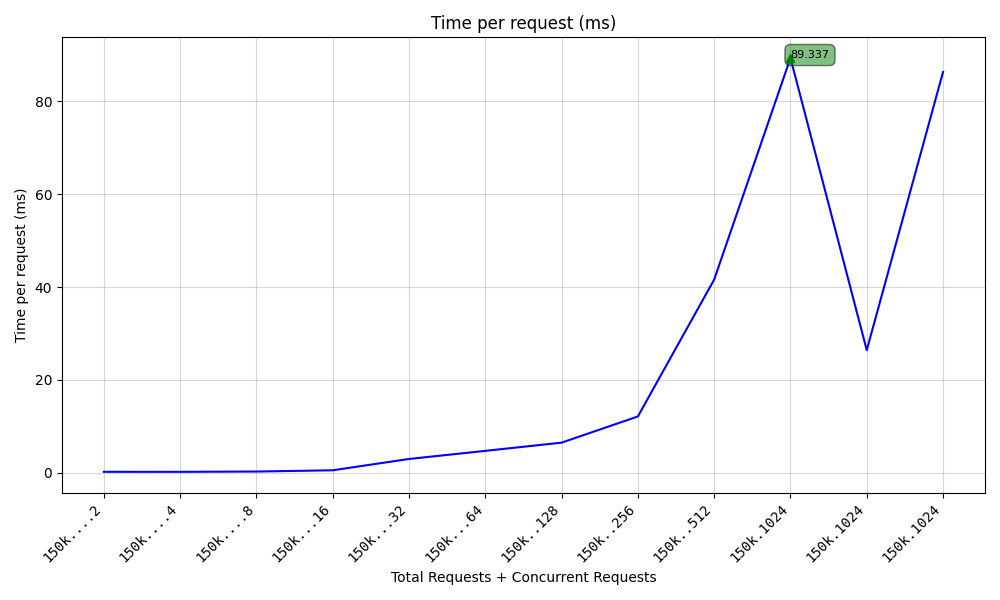 Time per request (ms)
89.337
80
60
40
20
0
Time per request (ms)
150k....2
150k....4
150k....8
150k...16
150k...32
150k...64
150k..128
150k..256
150k..512
150k.1024
150k.1024
150k.1024
Total Requests + Concurrent Requests